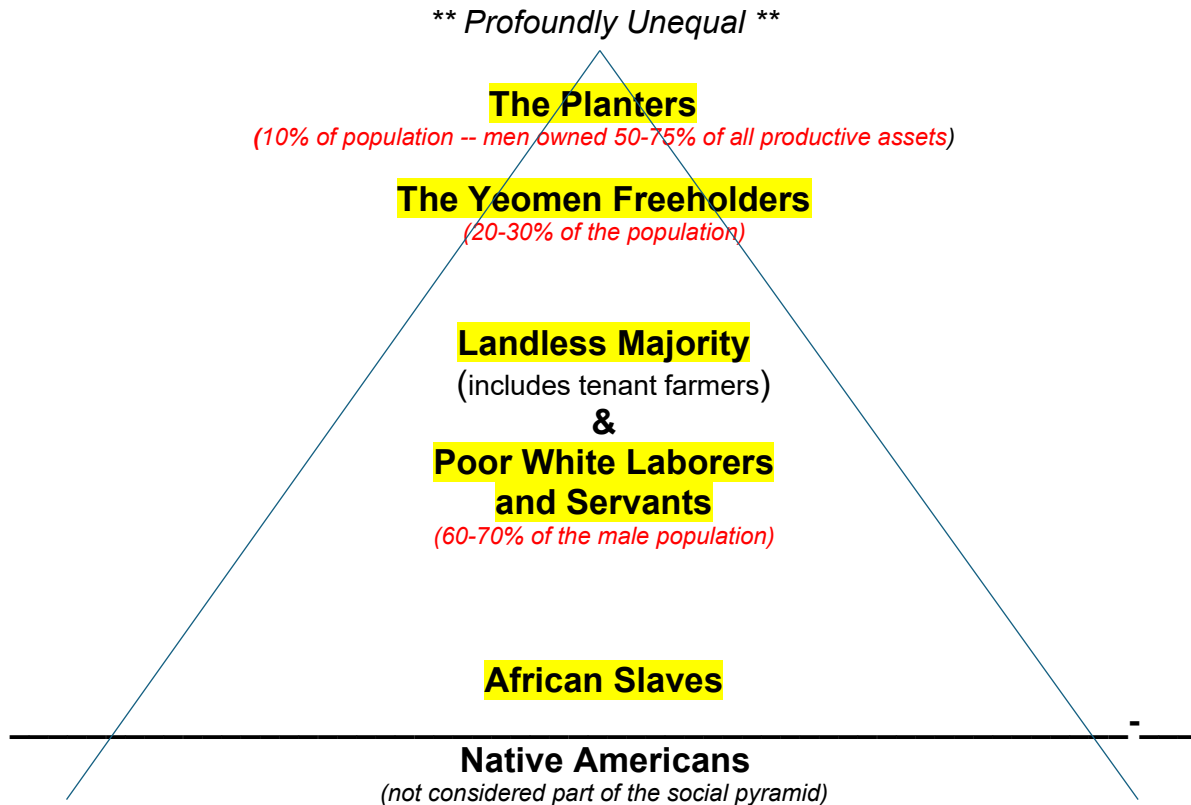 ** Profoundly Unequal **
The Planters
(10% of population -- men owned 50-75% of all productive assets)
The Yeomen Freeholders
(20-30% of the population)
Landless Majority
(includes tenant farmers)
&
Poor White Laborers
and Servants
(60-70% of the male population)
African Slaves
-
Native Americans
(not considered part of the social pyramid)